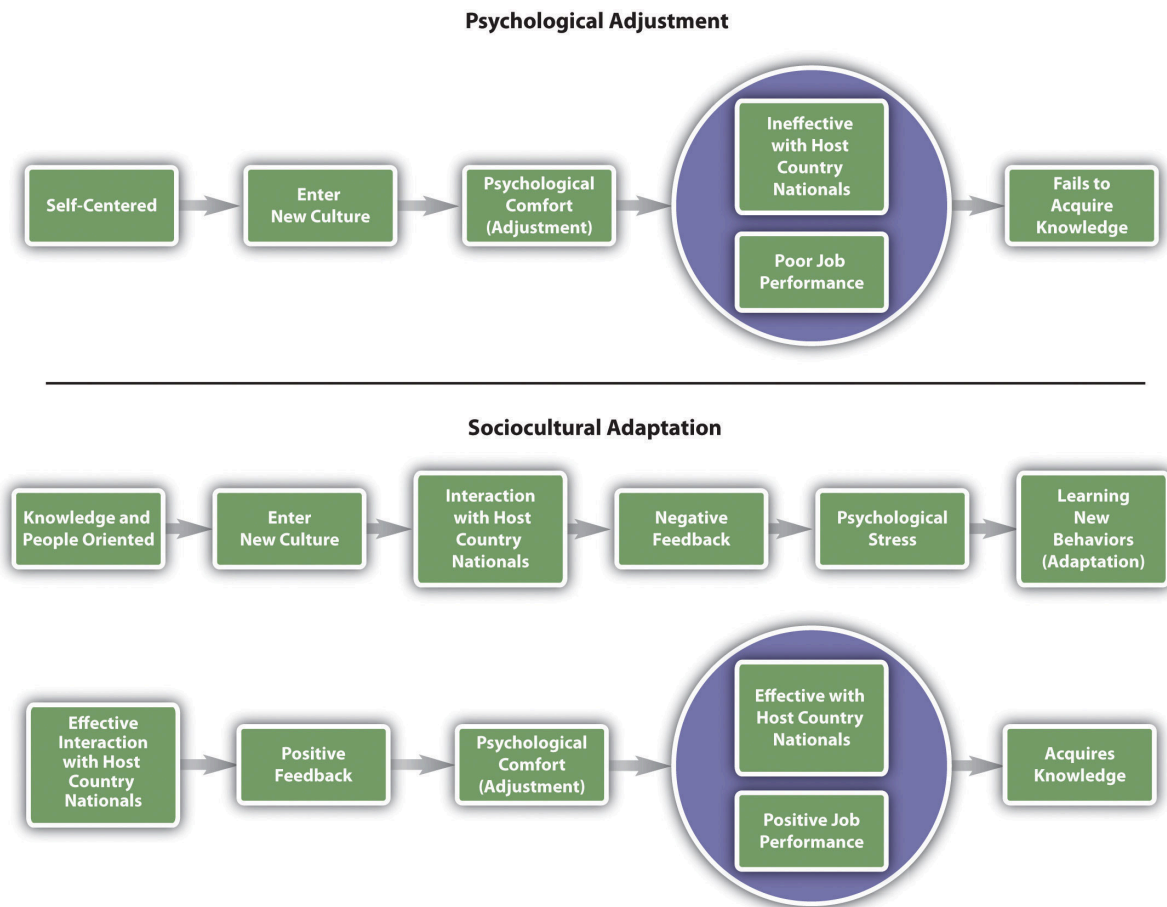 Psychological Adjustment
Self-Centered
Enter
New Culture
Psychological
Comfort
(Adjustment)
Ineffective
with Host
Country
Nationals
Poor Job
Performance
Fails to
Acquire
Knowledge
Sociocultural Adaptation
Knowledge and
People Oriented
Enter
New Culture
Interaction
with Host
Country
Nationals
Negative
Feedback
Psychological
Stress
Learning
New
Behaviors
(Adaptation)
Effective
Interaction
with Host
Country
Nationals
Positive
Feedback
Psychological
Comfort
(Adjustment)
Effective with
Host Country
Nationals
Positive Job
Performance
Acquires
Knowledge